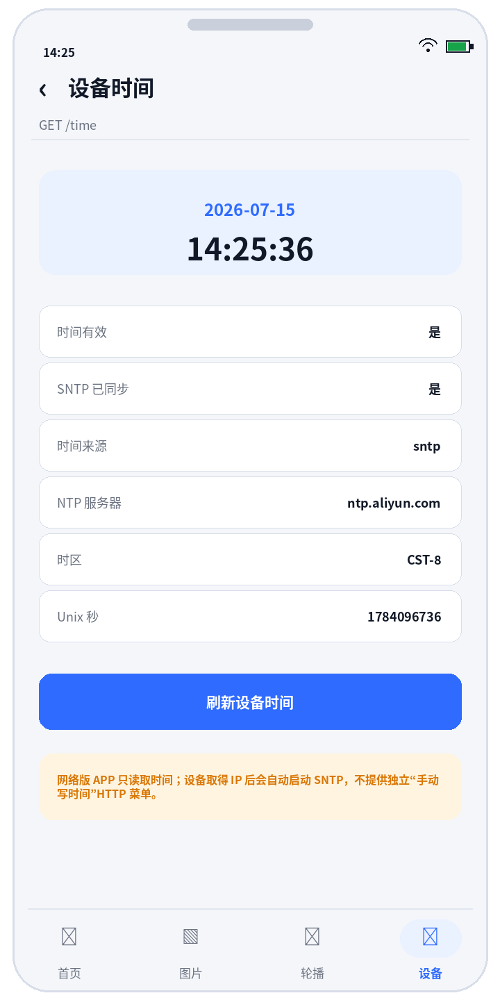 14:25
‹ 设备时间
GET /time
2026-07-15
14:25:36
时间有效 是
SNTP 已同步 是
时间来源 sntp
NTP 服务器 ntp.aliyun.com
时区 CST-8
Unix 秒 1784096736
刷新设备时间
网络版 APP 只读取时间；设备取得 IP 后会自动启动 SNTP，不提供独立“手动
写时间”HTTP 菜单。
首页 图片 轮播 设备